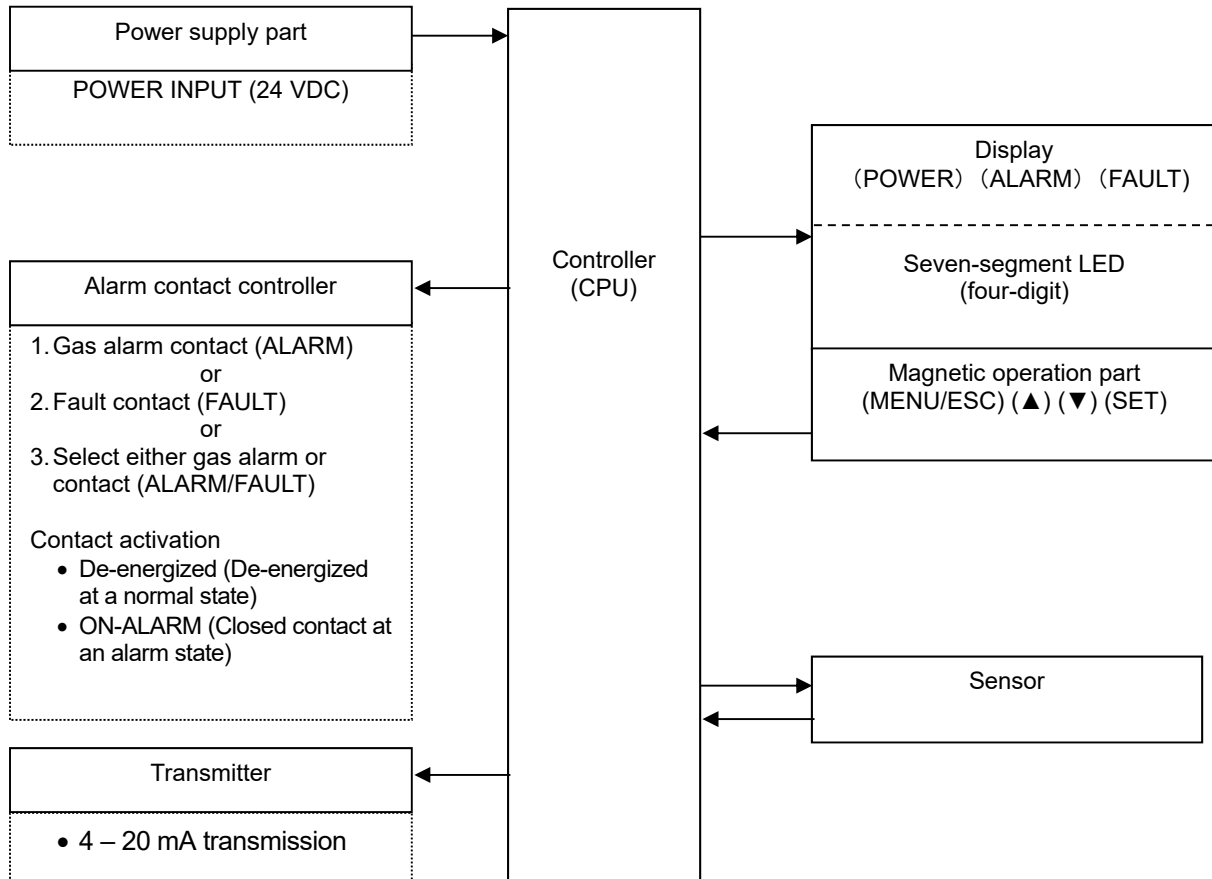 Power supply part
POWER INPUT (24 VDC)
Alarm contact controller
1. Gas alarm contact (ALARM)
or
2. Fault contact (FAULT)
or
3. Select either gas alarm or
contact (ALARM/FAULT)
Contact activation
• De-energized (De-energized
at a normal state)
• ON-ALARM (Closed contact at
an alarm state)
Transmitter
• 4 – 20 mA transmission
Controller
(CPU)
Display
（POWER）（ALARM）（FAULT)
Seven-segment LED
(four-digit)
Magnetic operation part
(MENU/ESC) (▲) (▼) (SET)
Sensor